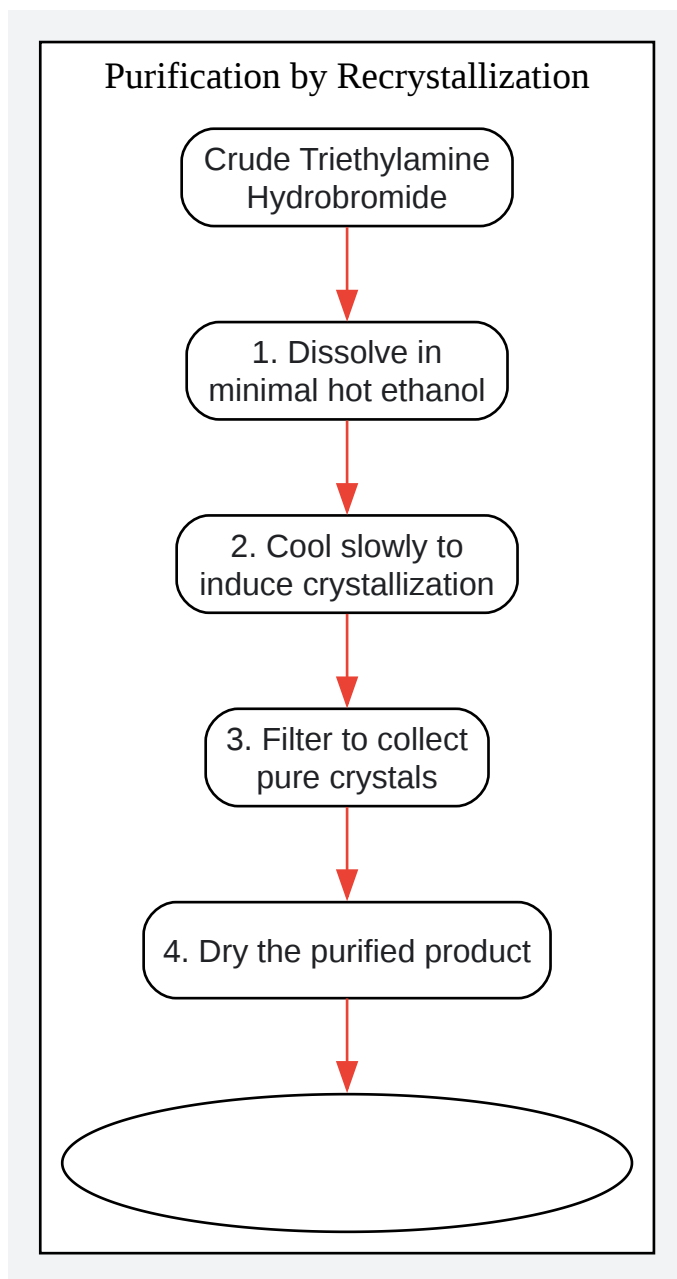 Purification by Recrystallization
Crude Triethylamine
Hydrobromide
1. Dissolve in
minimal hot ethanol
2. Cool slowly to
induce crystallization
3. Filter to collect
pure crystals
4. Dry the purified product